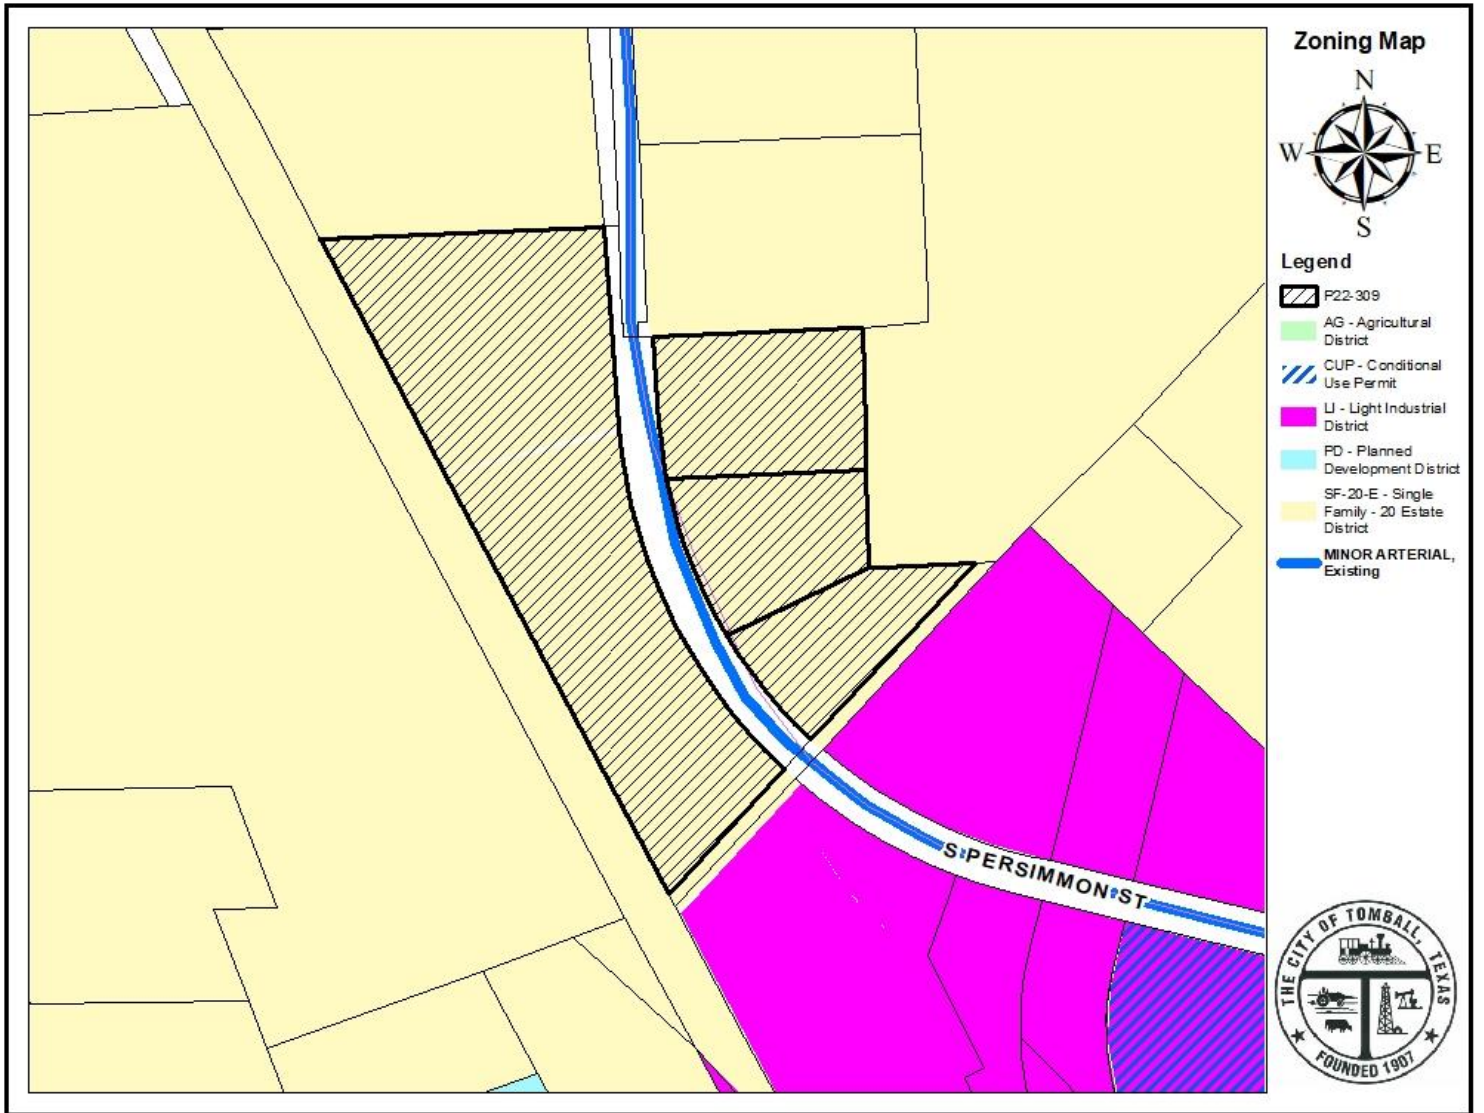 Zoning Map
N
W E
S
Legend
P22-309
AG - Agricultural
District
CUP - Conditional
Use Permit
LI - Light Industrial
District
PD - Planned
Development District
SF-20-E - Single
Family - 20 Estate
District
MINOR ARTERIAL,
Existing
S PERSIMMON ST
THE CITY OF TOMBALL, TEXAS
FOUNDED 1907